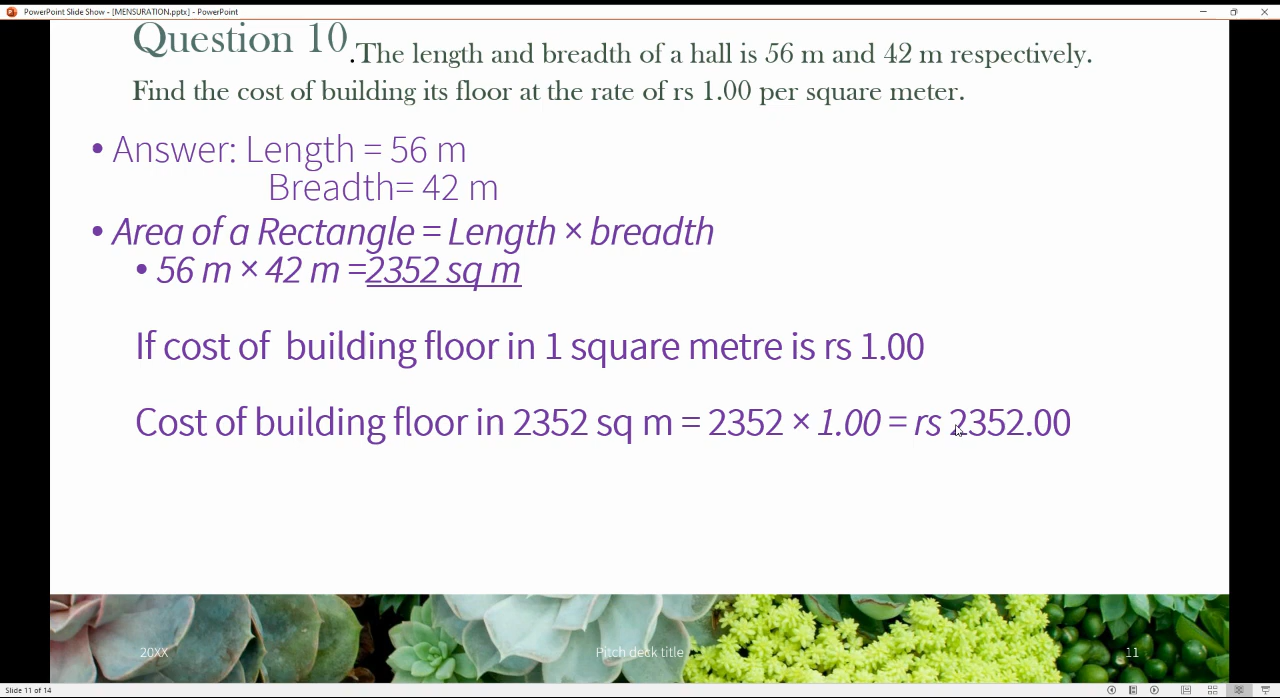 PowerPoint Slide Show - [MENSURATION.pptx] - PowerPoint
Question 10.The length and breadth of a hall is 56 m and 42 m respectively.
Find the cost of building its floor at the rate of rs 1.00 per square meter.
• Answer: Length = 56 m
Breadth= 42 m
• Area of a Rectangle = Length × breadth
• 56 m × 42 m =2352 sq m
If cost of  building floor in 1 square metre is rs 1.00
Cost of building floor in 2352 sq m = 2352 × 1.00 = rs 2352.00
20XX
Pitch deck title
11
Slide 11 of 14